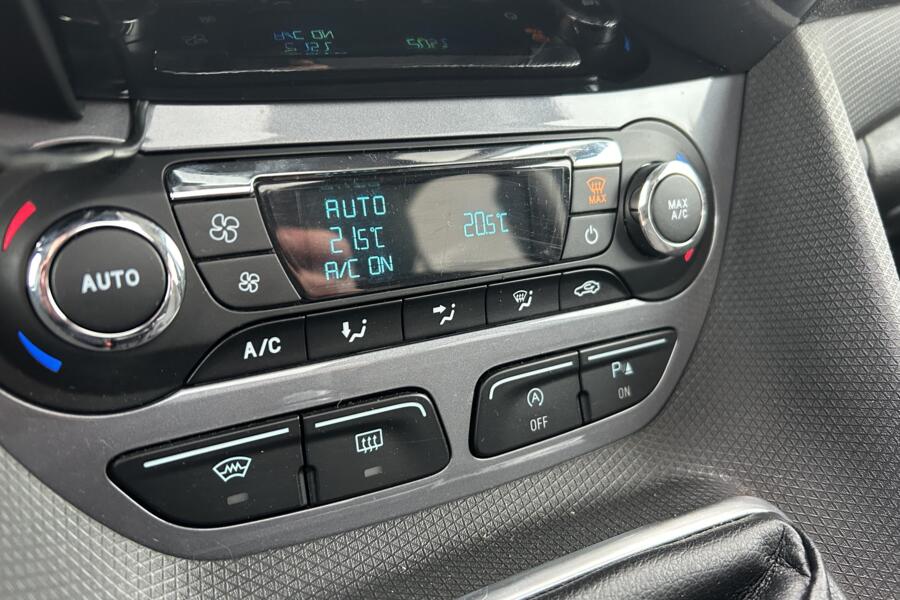 AUTO
21.5°C
A/C ON
20.5°C
MAX
MAX
A/C
AUTO
A/C
A
OFF
P
ON